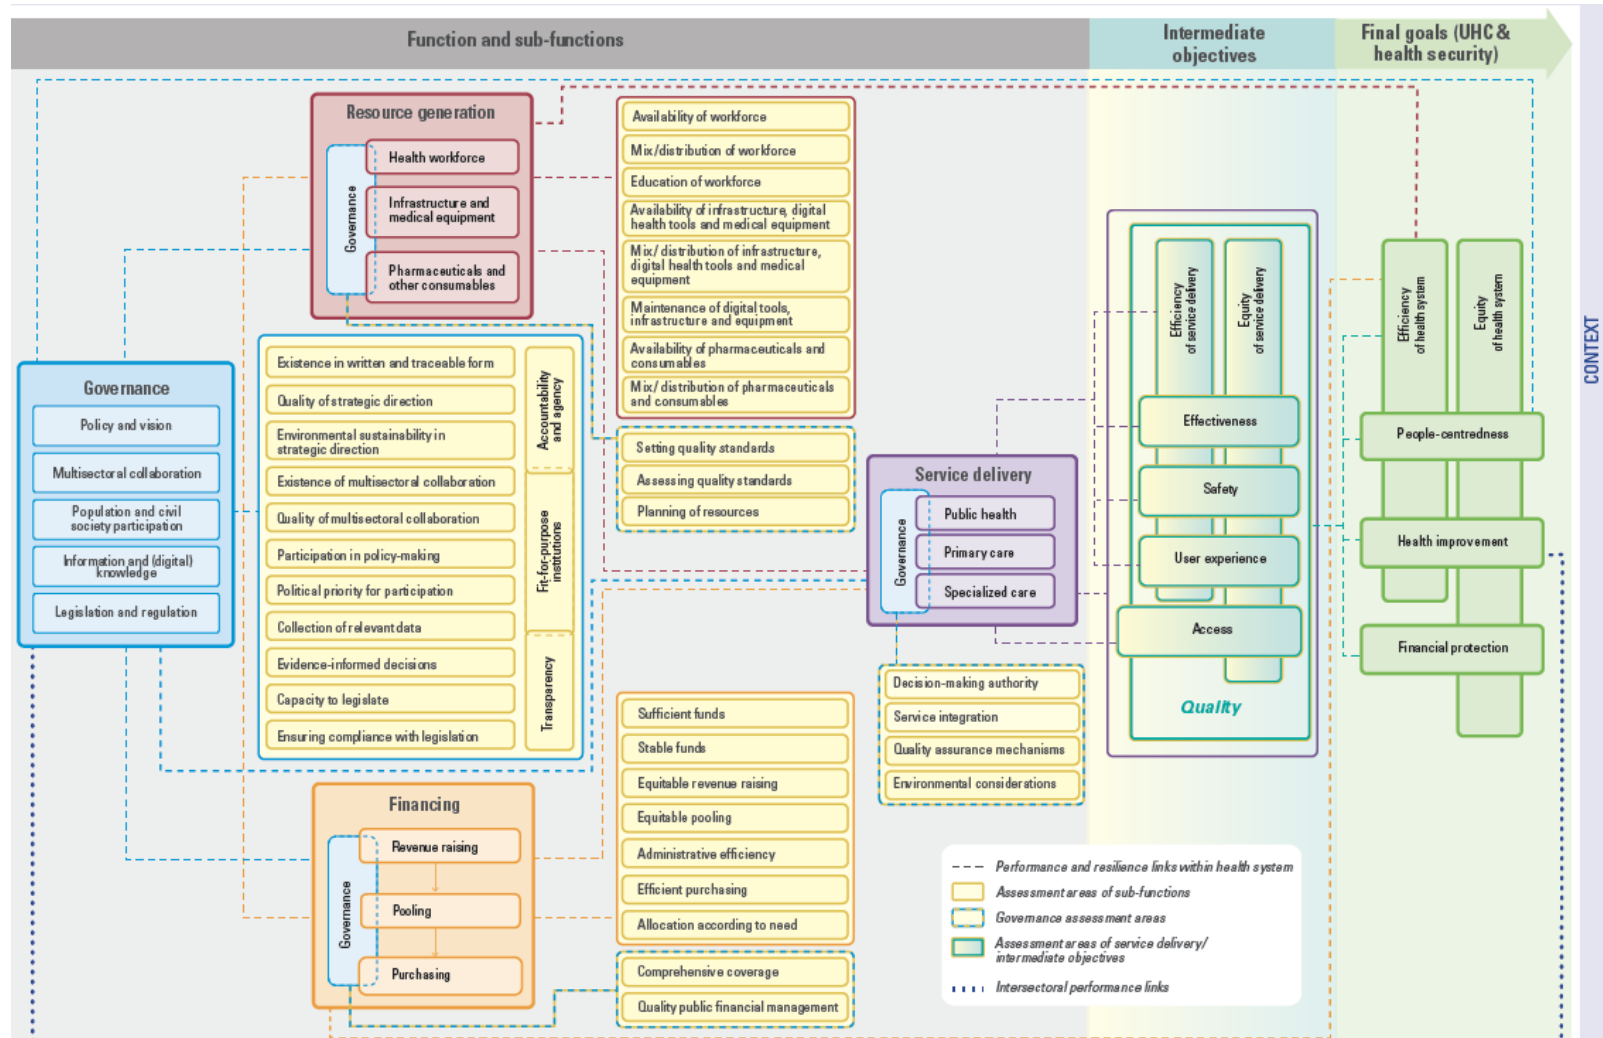 Function and sub-functions
Intermediate
objectives
Final goals (UHC &
health security)
CONTEXT
Resource generation
Governance
Health workforce
Infrastructure and
medical equipment
Pharmaceuticals and
other consumables
Availability of workforce
Mix/distribution of workforce
Education of workforce
Availability of infrastructure, digital
health tools and medical equipment
Mix/ distribution of infrastructure,
digital health tools and medical
equipment
Maintenance of digital tools,
infrastructure and equipment
Availability of pharmaceuticals and
consumables
Mix/ distribution of pharmaceuticals
and consumables
Setting quality standards
Assessing quality standards
Planning of resources
Governance
Policy and vision
Multisectoral collaboration
Population and civil
society participation
Information and (digital)
knowledge
Legislation and regulation
Existence in written and traceable form
Quality of strategic direction
Environmental sustainability in
strategic direction
Existence of multisectoral collaboration
Quality of multisectoral collaboration
Participation in policy-making
Political priority for participation
Collection of relevant data
Evidence-informed decisions
Capacity to legislate
Ensuring compliance with legislation
Accountability
and agency
Fit-for-purpose
institutions
Transparency
Financing
Governance
Revenue raising
Pooling
Purchasing
Sufficient funds
Stable funds
Equitable revenue raising
Equitable pooling
Administrative efficiency
Efficient purchasing
Allocation according to need
Comprehensive coverage
Quality public financial management
Service delivery
Governance
Public health
Primary care
Specialized care
Decision-making authority
Service integration
Quality assurance mechanisms
Environmental considerations
Efficiency
of service delivery
Equity
of service delivery
Effectiveness
Safety
User experience
Access
Quality
Efficiency
of health system
Equity
of health system
People-centredness
Health improvement
Financial protection
Performance and resilience links within health system
Assessment areas of sub-functions
Governance assessment areas
Assessment areas of service delivery/
intermediate objectives
Intersectoral performance links